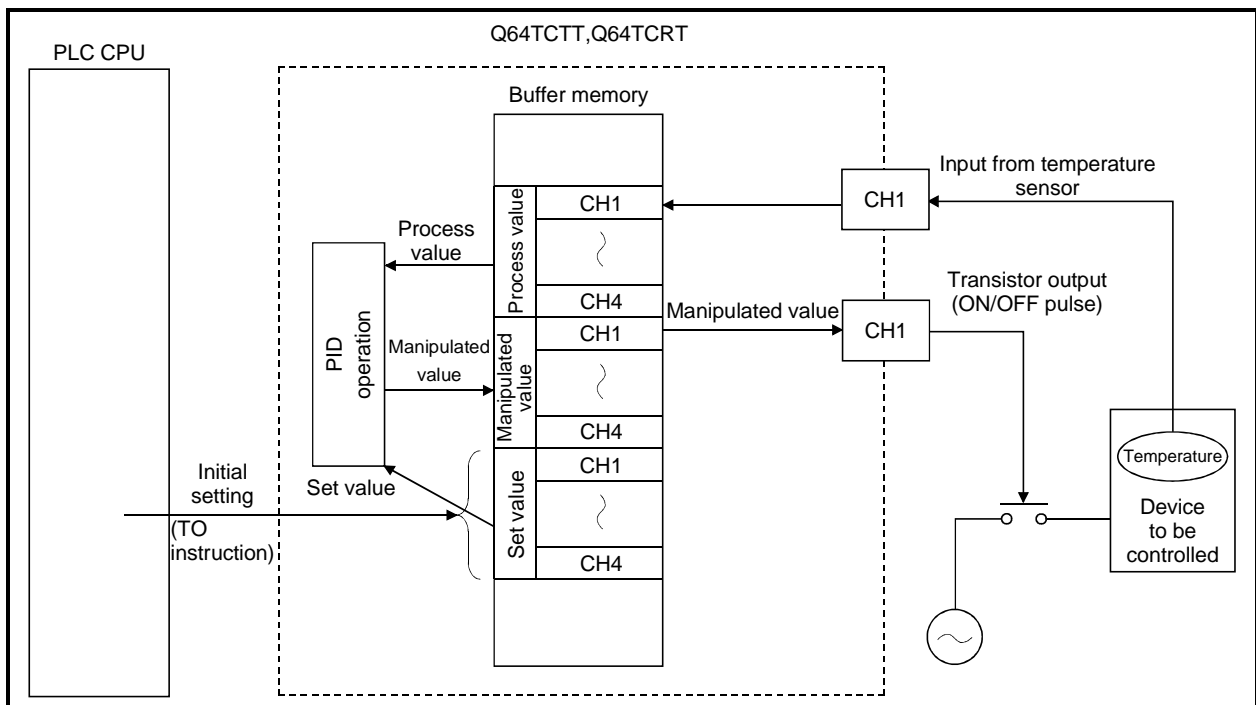 Q64TCTT,Q64TCRT
PLC CPU
Buffer memory
Input from temperature
sensor
CH1
CH1
Process value
Process
value
CH4
Transistor output
(ON/OFF pulse)
Manipulated value
CH1
CH1
PID
operation
Manipulated
value
Manipulated
value
CH4
Temperature
Device
to be
controlled
CH1
Initial
setting
(TO
instruction)
Set value
Set value
CH4